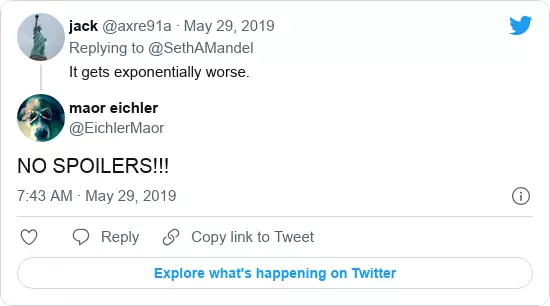 jack @axre91a · May 29, 2019
Replying to @SethAMandel
It gets exponentially worse.
maor eichler
@EichlerMaor
NO SPOILERS!!!
7:43 AM · May 29, 2019
Reply Copy link to Tweet
Explore what's happening on Twitter